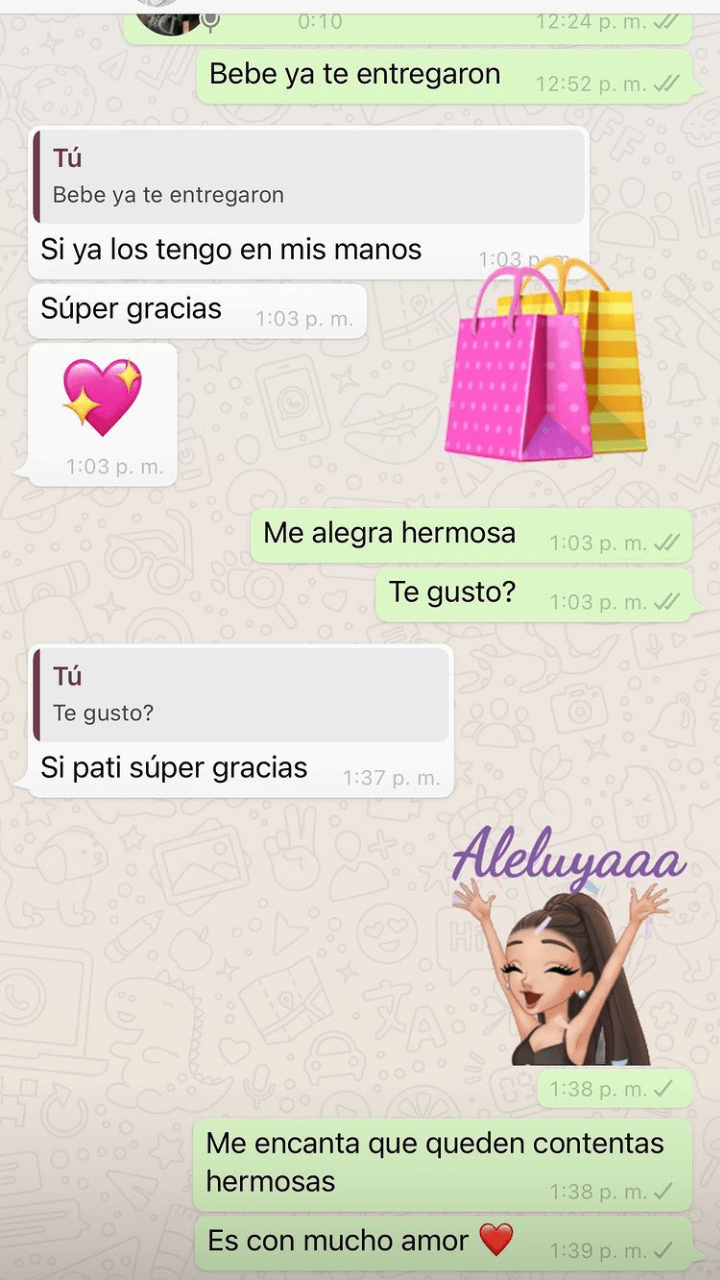 0:10 12:24 p. m.
Bebe ya te entregaron 12:52 p. m.
Tú
Bebe ya te entregaron
Si ya los tengo en mis manos 1:03 p. m.
Súper gracias 1:03 p. m.
1:03 p. m.
Me alegra hermosa 1:03 p. m.
Te gusto? 1:03 p. m.
Tú
Te gusto?
Si pati súper gracias 1:37 p. m.
Aleluyaaa
1:38 p. m.
Me encanta que queden contentas
hermosas 1:38 p. m.
Es con mucho amor ❤️ 1:39 p. m.